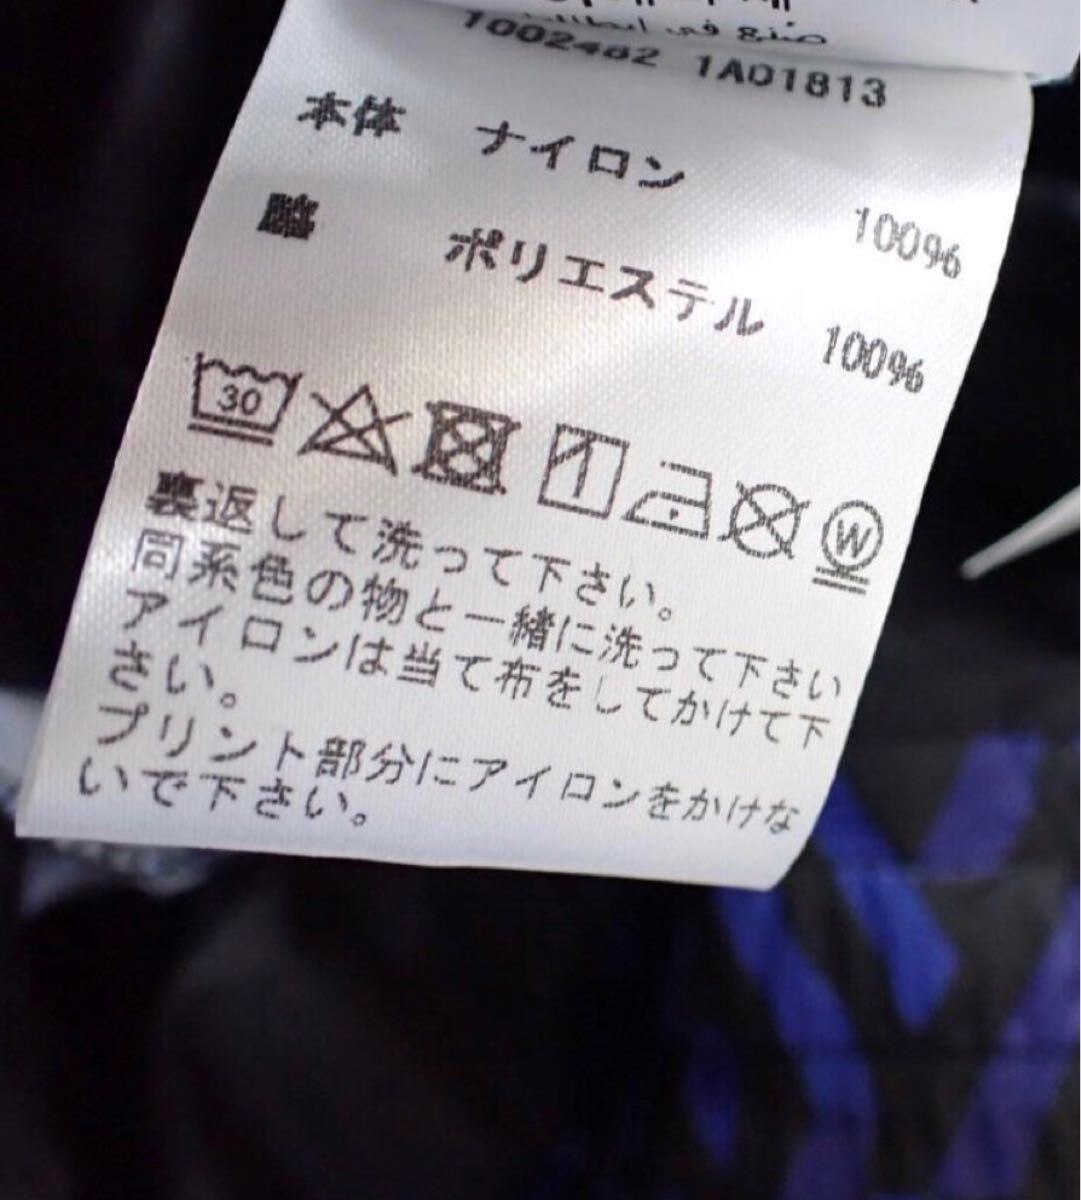 صنع في إيطاليا
1002482 1A01813
本体 ナイロン 100%
ポリエステル 100%
30
W
裏返して洗って下さい。
同系色の物と一緒に洗って下さい
アイロンは当て布をしてかけて下
さい。
プリント部分にアイロンをかけな
いで下さい。